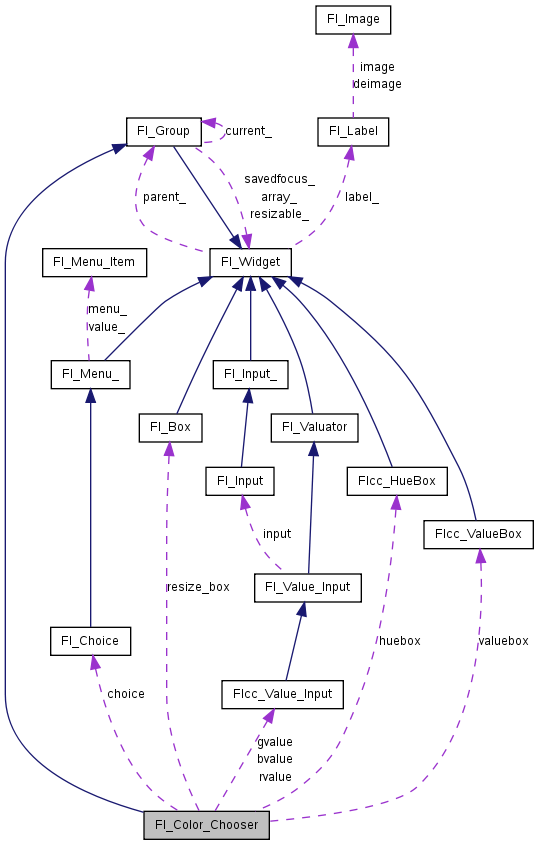 Fl_Image
image
deimage
Fl_Group
current_
Fl_Label
savedfocus_
array_
resizable_
parent_
label_
Fl_Menu_Item
Fl_Widget
menu_
value_
Fl_Menu_
Fl_Input_
Fl_Box
Fl_Valuator
Fl_Input
Flcc_HueBox
input
Flcc_ValueBox
resize_box
Fl_Value_Input
Fl_Choice
huebox
valuebox
choice
Flcc_Value_Input
gvalue
bvalue
rvalue
Fl_Color_Chooser